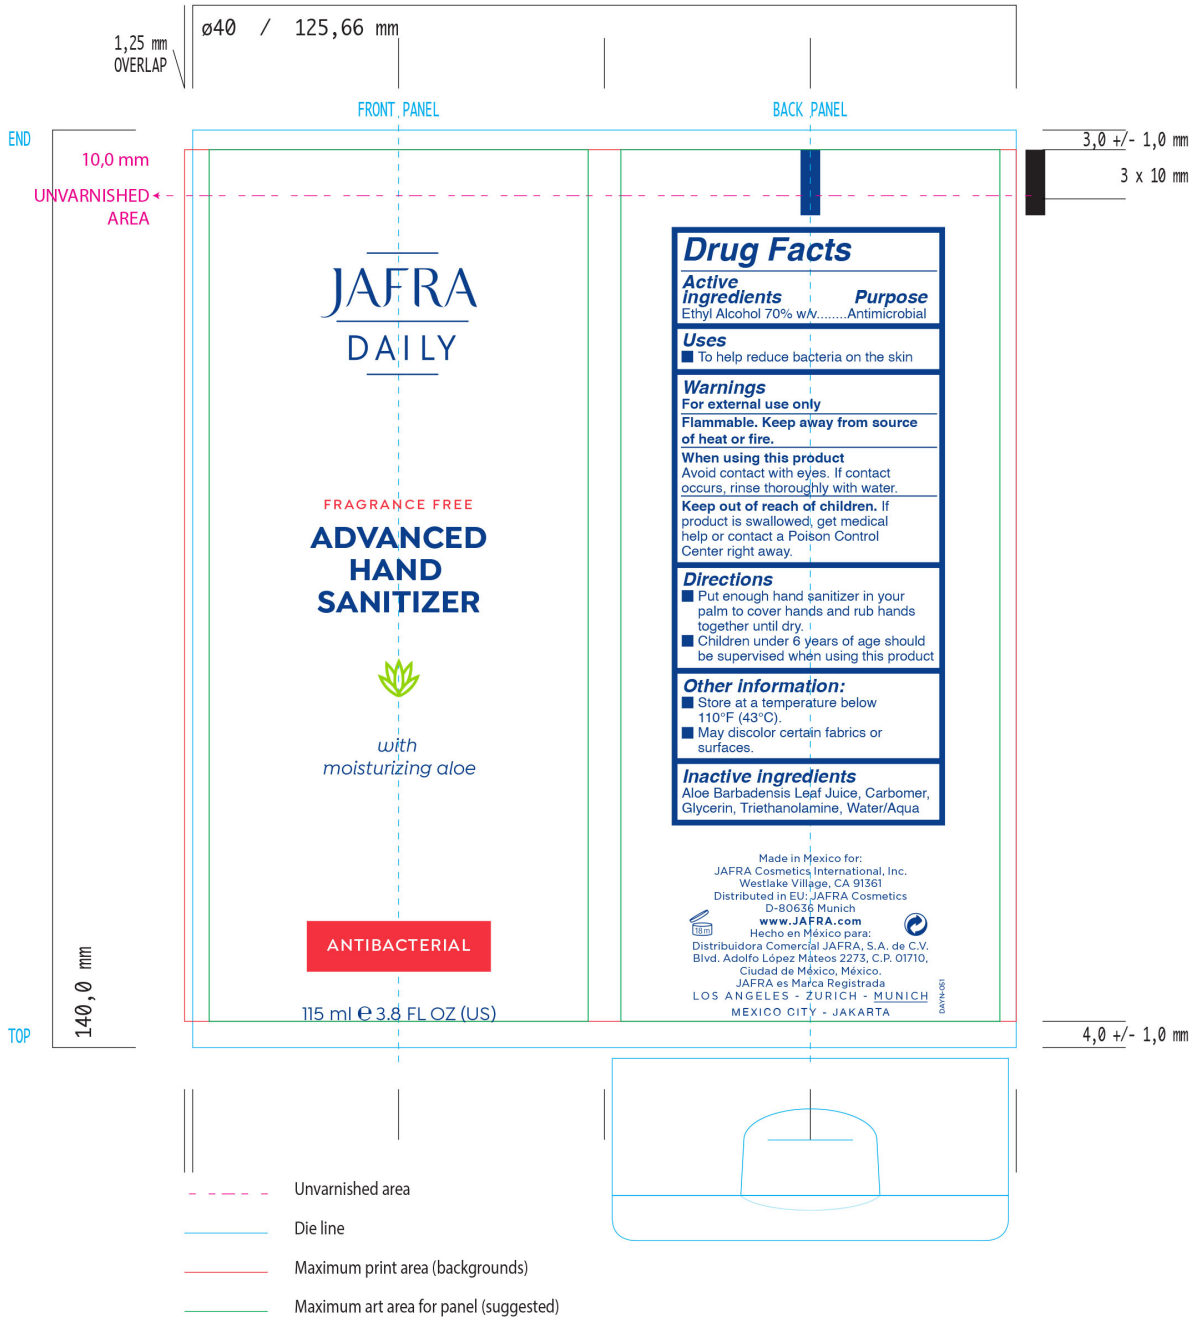 ø40 / 125,66 mm
1,25 mm
OVERLAP
FRONT PANEL
BACK PANEL
END
10,0 mm
UNVARNISHED
AREA
3,0 +/- 1,0 mm
3 x 10 mm
JAFRA
DAILY
FRAGRANCE FREE
ADVANCED
HAND
SANITIZER
with
moisturizing aloe
ANTIBACTERIAL
115 ml ℮ 3.8 FL OZ (US)
Drug Facts
Active
ingredients Purpose
Ethyl Alcohol 70% w/v........Antimicrobial
Uses
■ To help reduce bacteria on the skin
Warnings
For external use only
Flammable. Keep away from source
of heat or fire.
When using this product
Avoid contact with eyes. If contact
occurs, rinse thoroughly with water.
Keep out of reach of children. If
product is swallowed, get medical
help or contact a Poison Control
Center right away.
Directions
■ Put enough hand sanitizer in your
palm to cover hands and rub hands
together until dry.
■ Children under 6 years of age should
be supervised when using this product
Other information:
■ Store at a temperature below
110°F (43°C).
■ May discolor certain fabrics or
surfaces.
Inactive ingredients
Aloe Barbadensis Leaf Juice, Carbomer,
Glycerin, Triethanolamine, Water/Aqua
Made in Mexico for:
JAFRA Cosmetics International, Inc.
Westlake Village, CA 91361
Distributed in EU: JAFRA Cosmetics
D-80636 Munich
www.JAFRA.com
18 m
Hecho en México para:
Distribuidora Comercial JAFRA, S.A. de C.V.
Blvd. Adolfo López Mateos 2273, C.P. 01710,
Ciudad de México, México.
JAFRA es Marca Registrada
LOS ANGELES - ZURICH - MUNICH
MEXICO CITY - JAKARTA
DAYN-051
140,0 mm
TOP
4,0 +/- 1,0 mm
Unvarnished area
Die line
Maximum print area (backgrounds)
Maximum art area for panel (suggested)